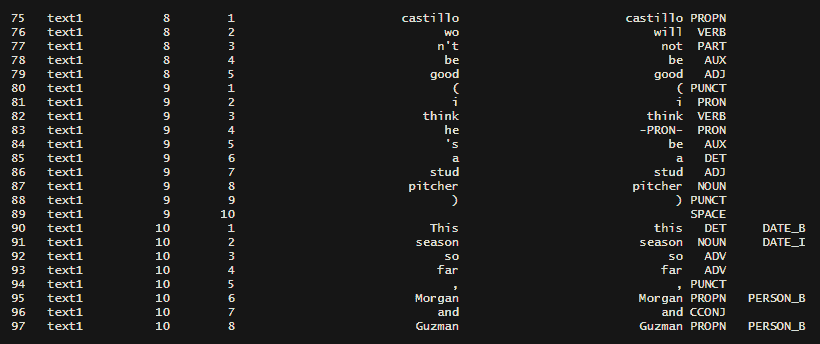 75 text1 8 1 castillo castillo PROPN
76 text1 8 2 wo will VERB
77 text1 8 3 n't not PART
78 text1 8 4 be be AUX
79 text1 8 5 good good ADJ
80 text1 9 1 ( ( PUNCT
81 text1 9 2 i i PRON
82 text1 9 3 think think VERB
83 text1 9 4 he -PRON- PRON
84 text1 9 5 's be AUX
85 text1 9 6 a a DET
86 text1 9 7 stud stud ADJ
87 text1 9 8 pitcher pitcher NOUN
88 text1 9 9 ) ) PUNCT
89 text1 9 10 SPACE
90 text1 10 1 This this DET DATE_B
91 text1 10 2 season season NOUN DATE_I
92 text1 10 3 so so ADV
93 text1 10 4 far far ADV
94 text1 10 5 , , PUNCT
95 text1 10 6 Morgan Morgan PROPN PERSON_B
96 text1 10 7 and and CCONJ
97 text1 10 8 Guzman Guzman PROPN PERSON_B